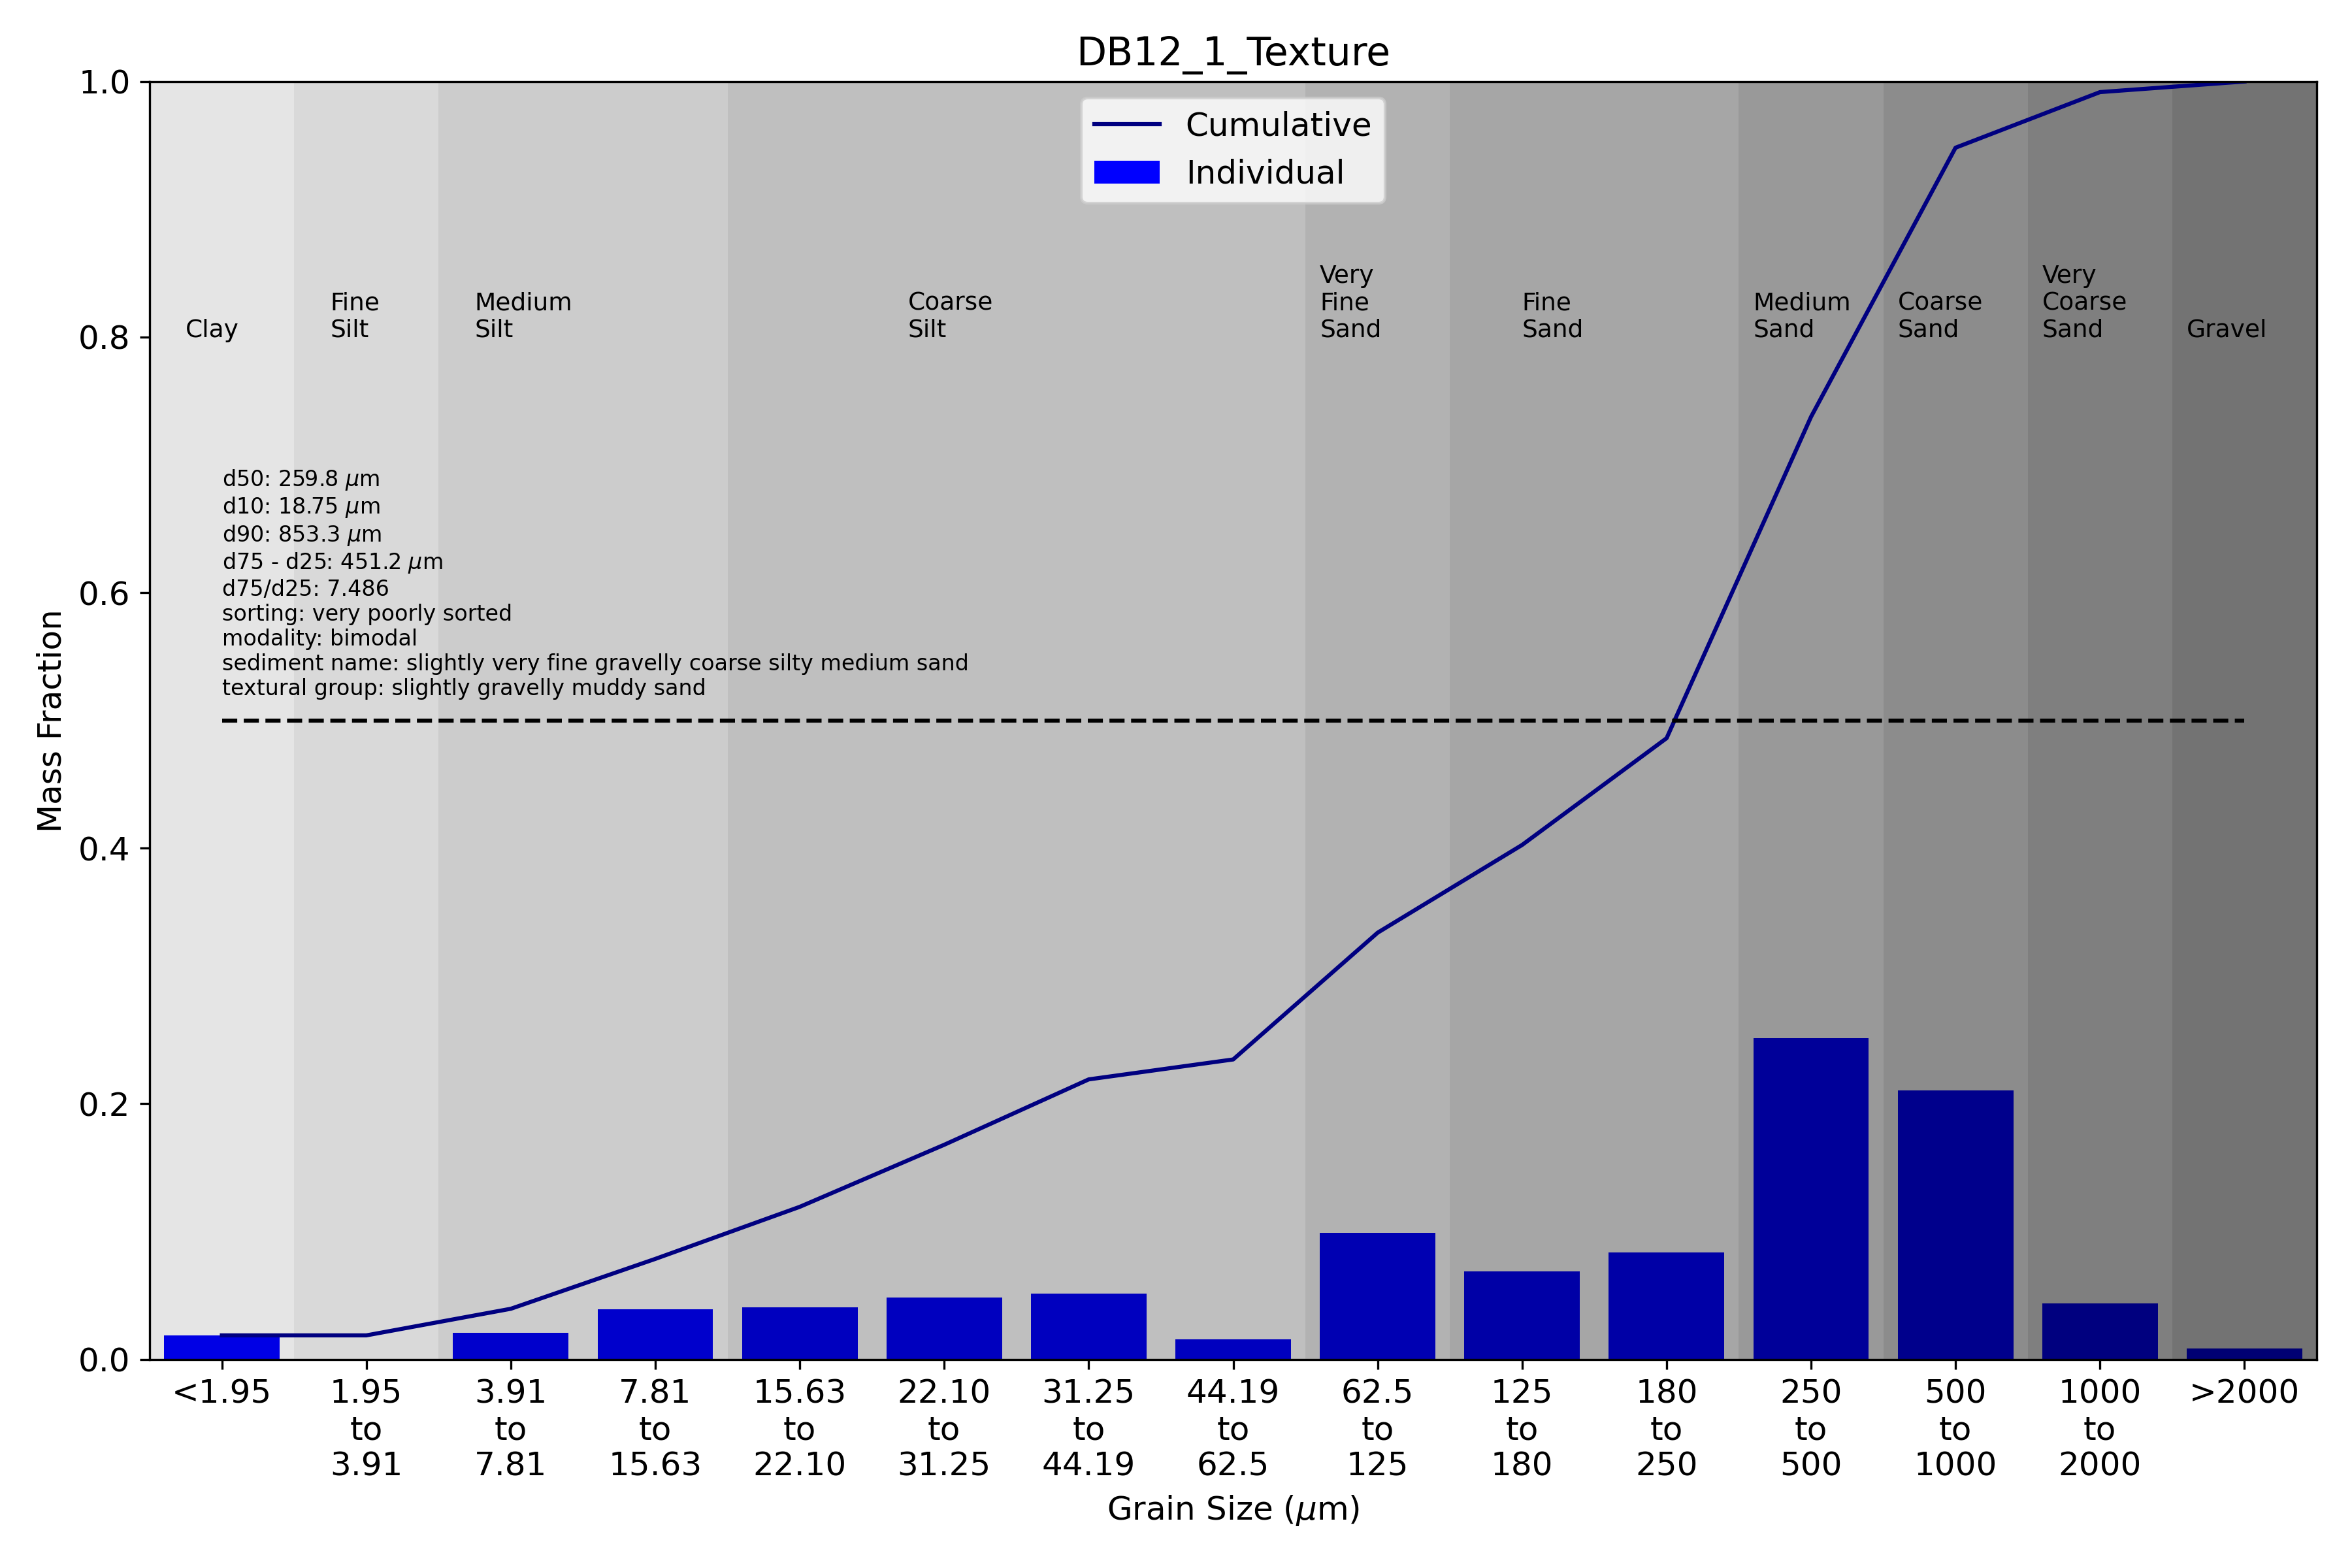 DB12_1_Texture
1.0
0.8
0.6
0.4
0.2
0.0
Mass Fraction
Cumulative
Individual
Clay
Fine
Silt
Medium
Silt
Coarse
Silt
Very
Fine
Sand
Fine
Sand
Medium
Sand
Coarse
Sand
Very
Coarse
Sand
Gravel
d50: 259.8 μm
d10: 18.75 μm
d90: 853.3 μm
d75 - d25: 451.2 μm
d75/d25: 7.486
sorting: very poorly sorted
modality: bimodal
sediment name: slightly very fine gravelly coarse silty medium sand
textural group: slightly gravelly muddy sand
<1.95
1.95
to
3.91
3.91
to
7.81
7.81
to
15.63
15.63
to
22.10
22.10
to
31.25
31.25
to
44.19
44.19
to
62.5
62.5
to
125
125
to
180
180
to
250
250
to
500
500
to
1000
1000
to
2000
>2000
Grain Size (μm)